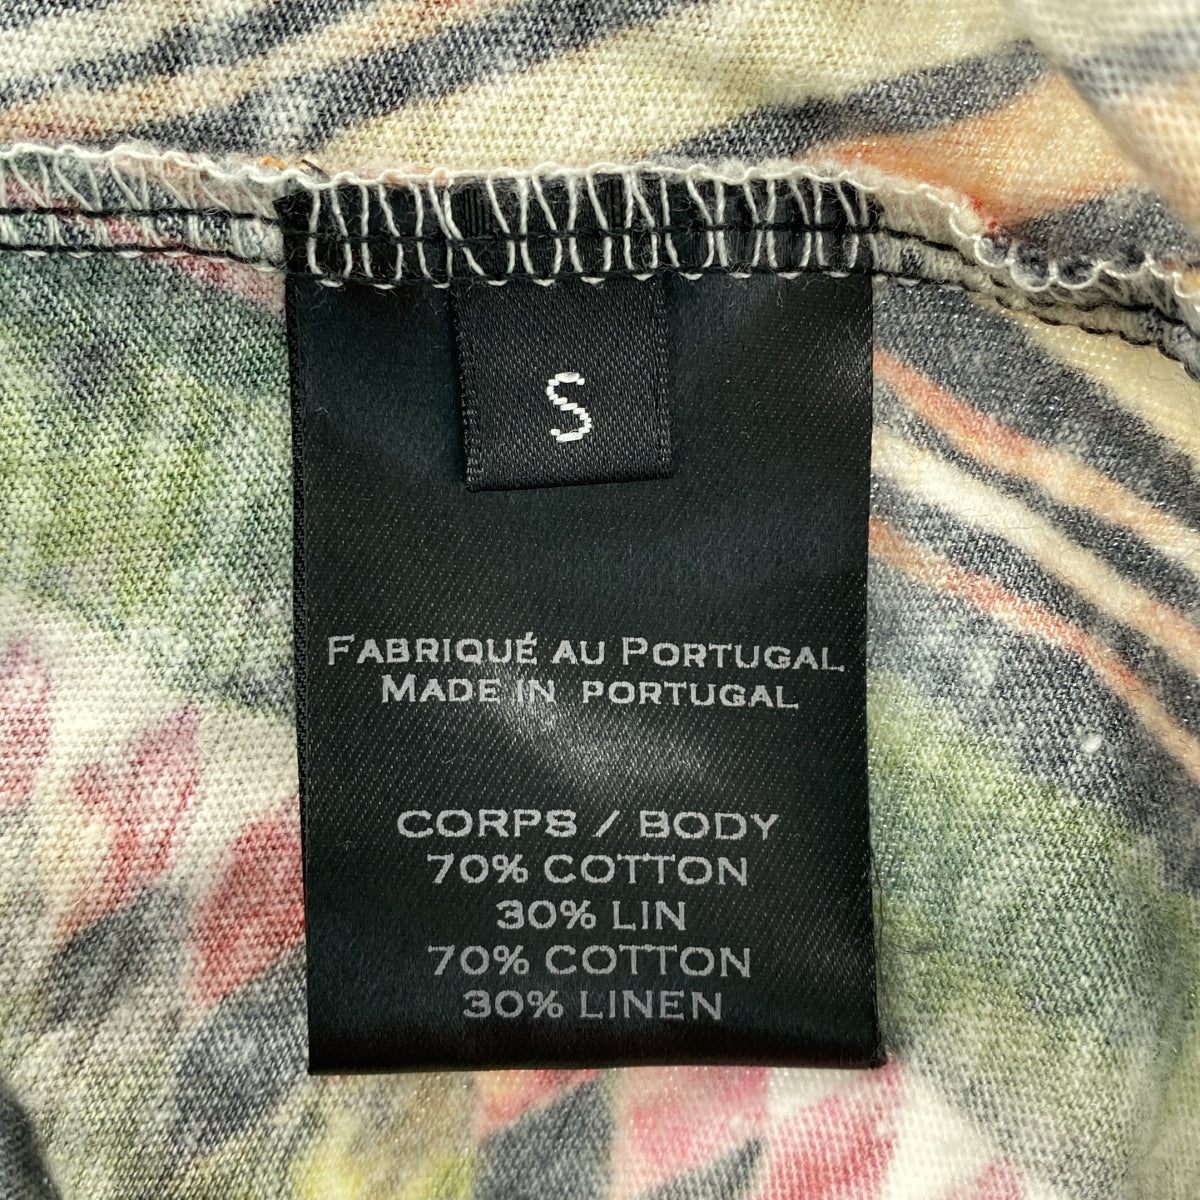 S
FABRIQUÉ AU PORTUGAL
MADE IN PORTUGAL
CORPS / BODY
70% COTTON
30% LIN
70% COTTON
30% LINEN